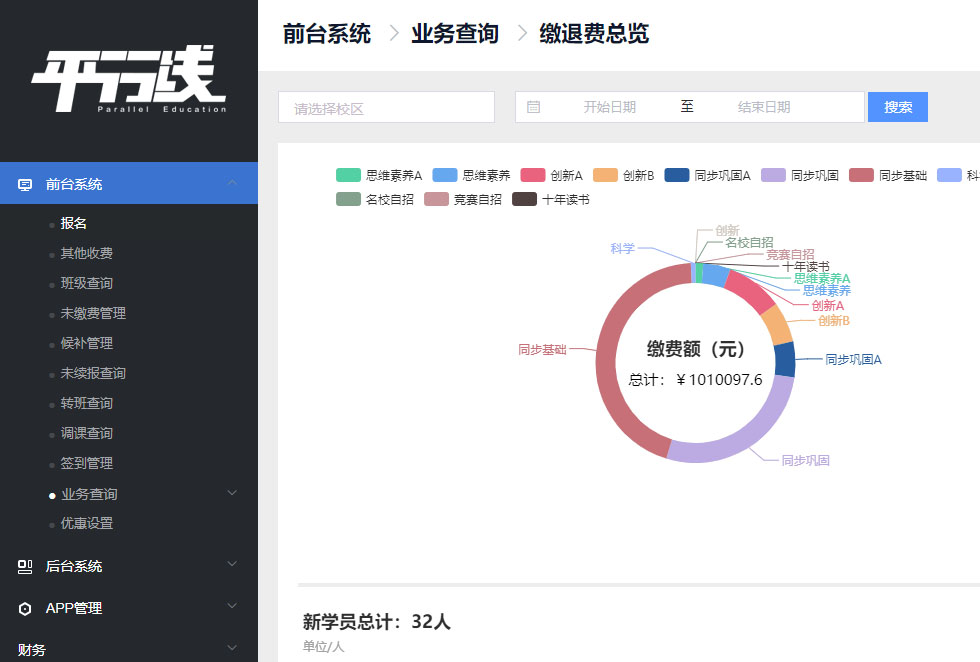 平行线
Parallel Education
前台系统
报名
其他收费
班级查询
未缴费管理
候补管理
未续报查询
转班查询
调课查询
签到管理
业务查询
优惠设置
后台系统
APP管理
财务
前台系统 > 业务查询 > 缴退费总览
请选择校区 开始日期 至 结束日期 搜索
思维素养A 思维素养 创新A 创新B 同步巩固A 同步巩固 同步基础
名校自招 竞赛自招 十年读书
创新
名校自招
科学
竞赛自招
十年读书
思维素养A
思维素养
创新A
创新B
同步基础
同步巩固A
缴费额（元）
总计：￥1010097.6
同步巩固
新学员总计：32人
单位/人